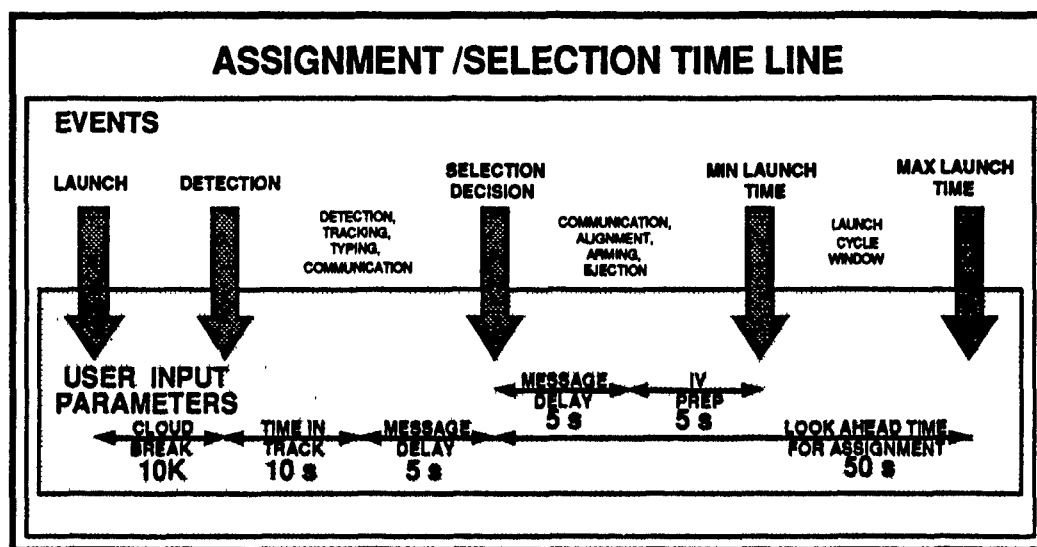 ASSIGNMENT /SELECTION TIME LINE
EVENTS
LAUNCH
DETECTION
SELECTION
DECISION
MIN LAUNCH
TIME
MAX LAUNCH
TIME
DETECTION,
TRACKING,
TYPING,
COMMUNICATION
COMMUNICATION,
ALIGNMENT,
ARMING,
EJECTION
LAUNCH
CYCLE
WINDOW
USER INPUT
PARAMETERS
MESSAGE
DELAY
5 s
IV
PREP
5 s
CLOUD
BREAK
10K
TIME IN
TRACK
10 s
MESSAGE
DELAY
5 s
LOOK AHEAD TIME
FOR ASSIGNMENT
50 s